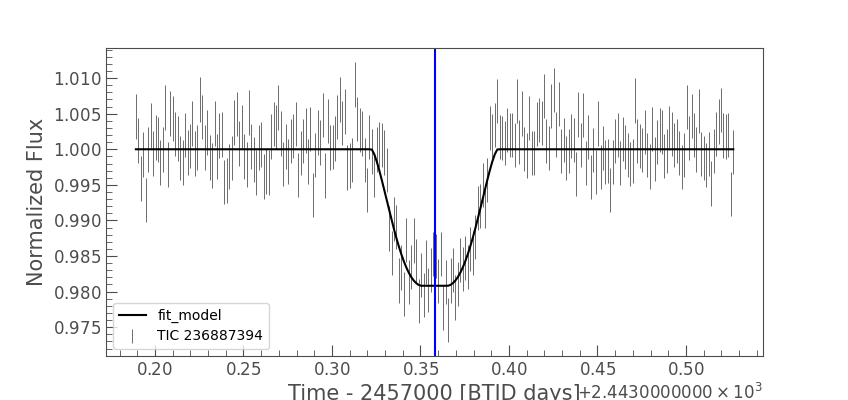 1.010
1.005
1.000
0.995
0.990
0.985
0.980
0.975
Normalized Flux
fit_model
TIC 236887394
0.20 0.25 0.30 0.35 0.40 0.45 0.50
Time - 2457000 [BTJD days]
+2.4430000000 × 10³